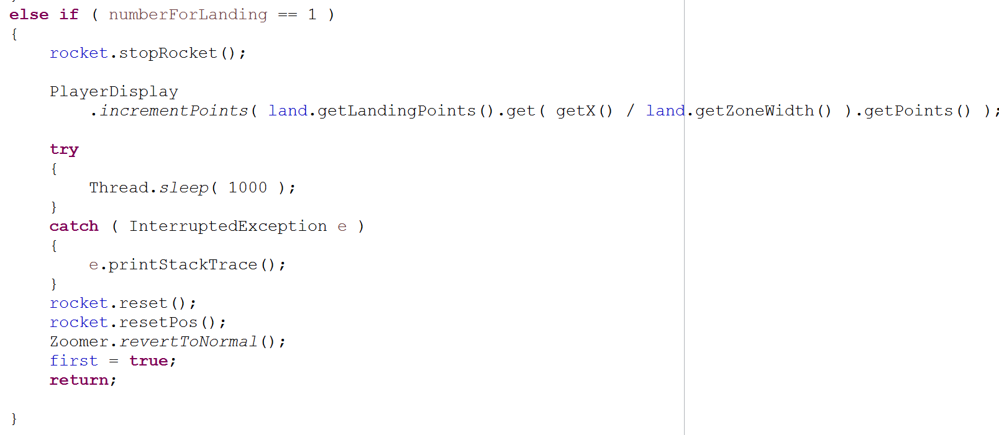 else if ( numberForLanding == 1 )
{
rocket.stopRocket();
PlayerDisplay
.incrementPoints( land.getLandingPoints().get( getX() / land.getZoneWidth() ).getPoints() );
try
{
Thread.sleep( 1000 );
}
catch ( InterruptedException e )
{
e.printStackTrace();
}
rocket.reset();
rocket.resetPos();
Zoomer.revertToNormal();
first = true;
return;
}